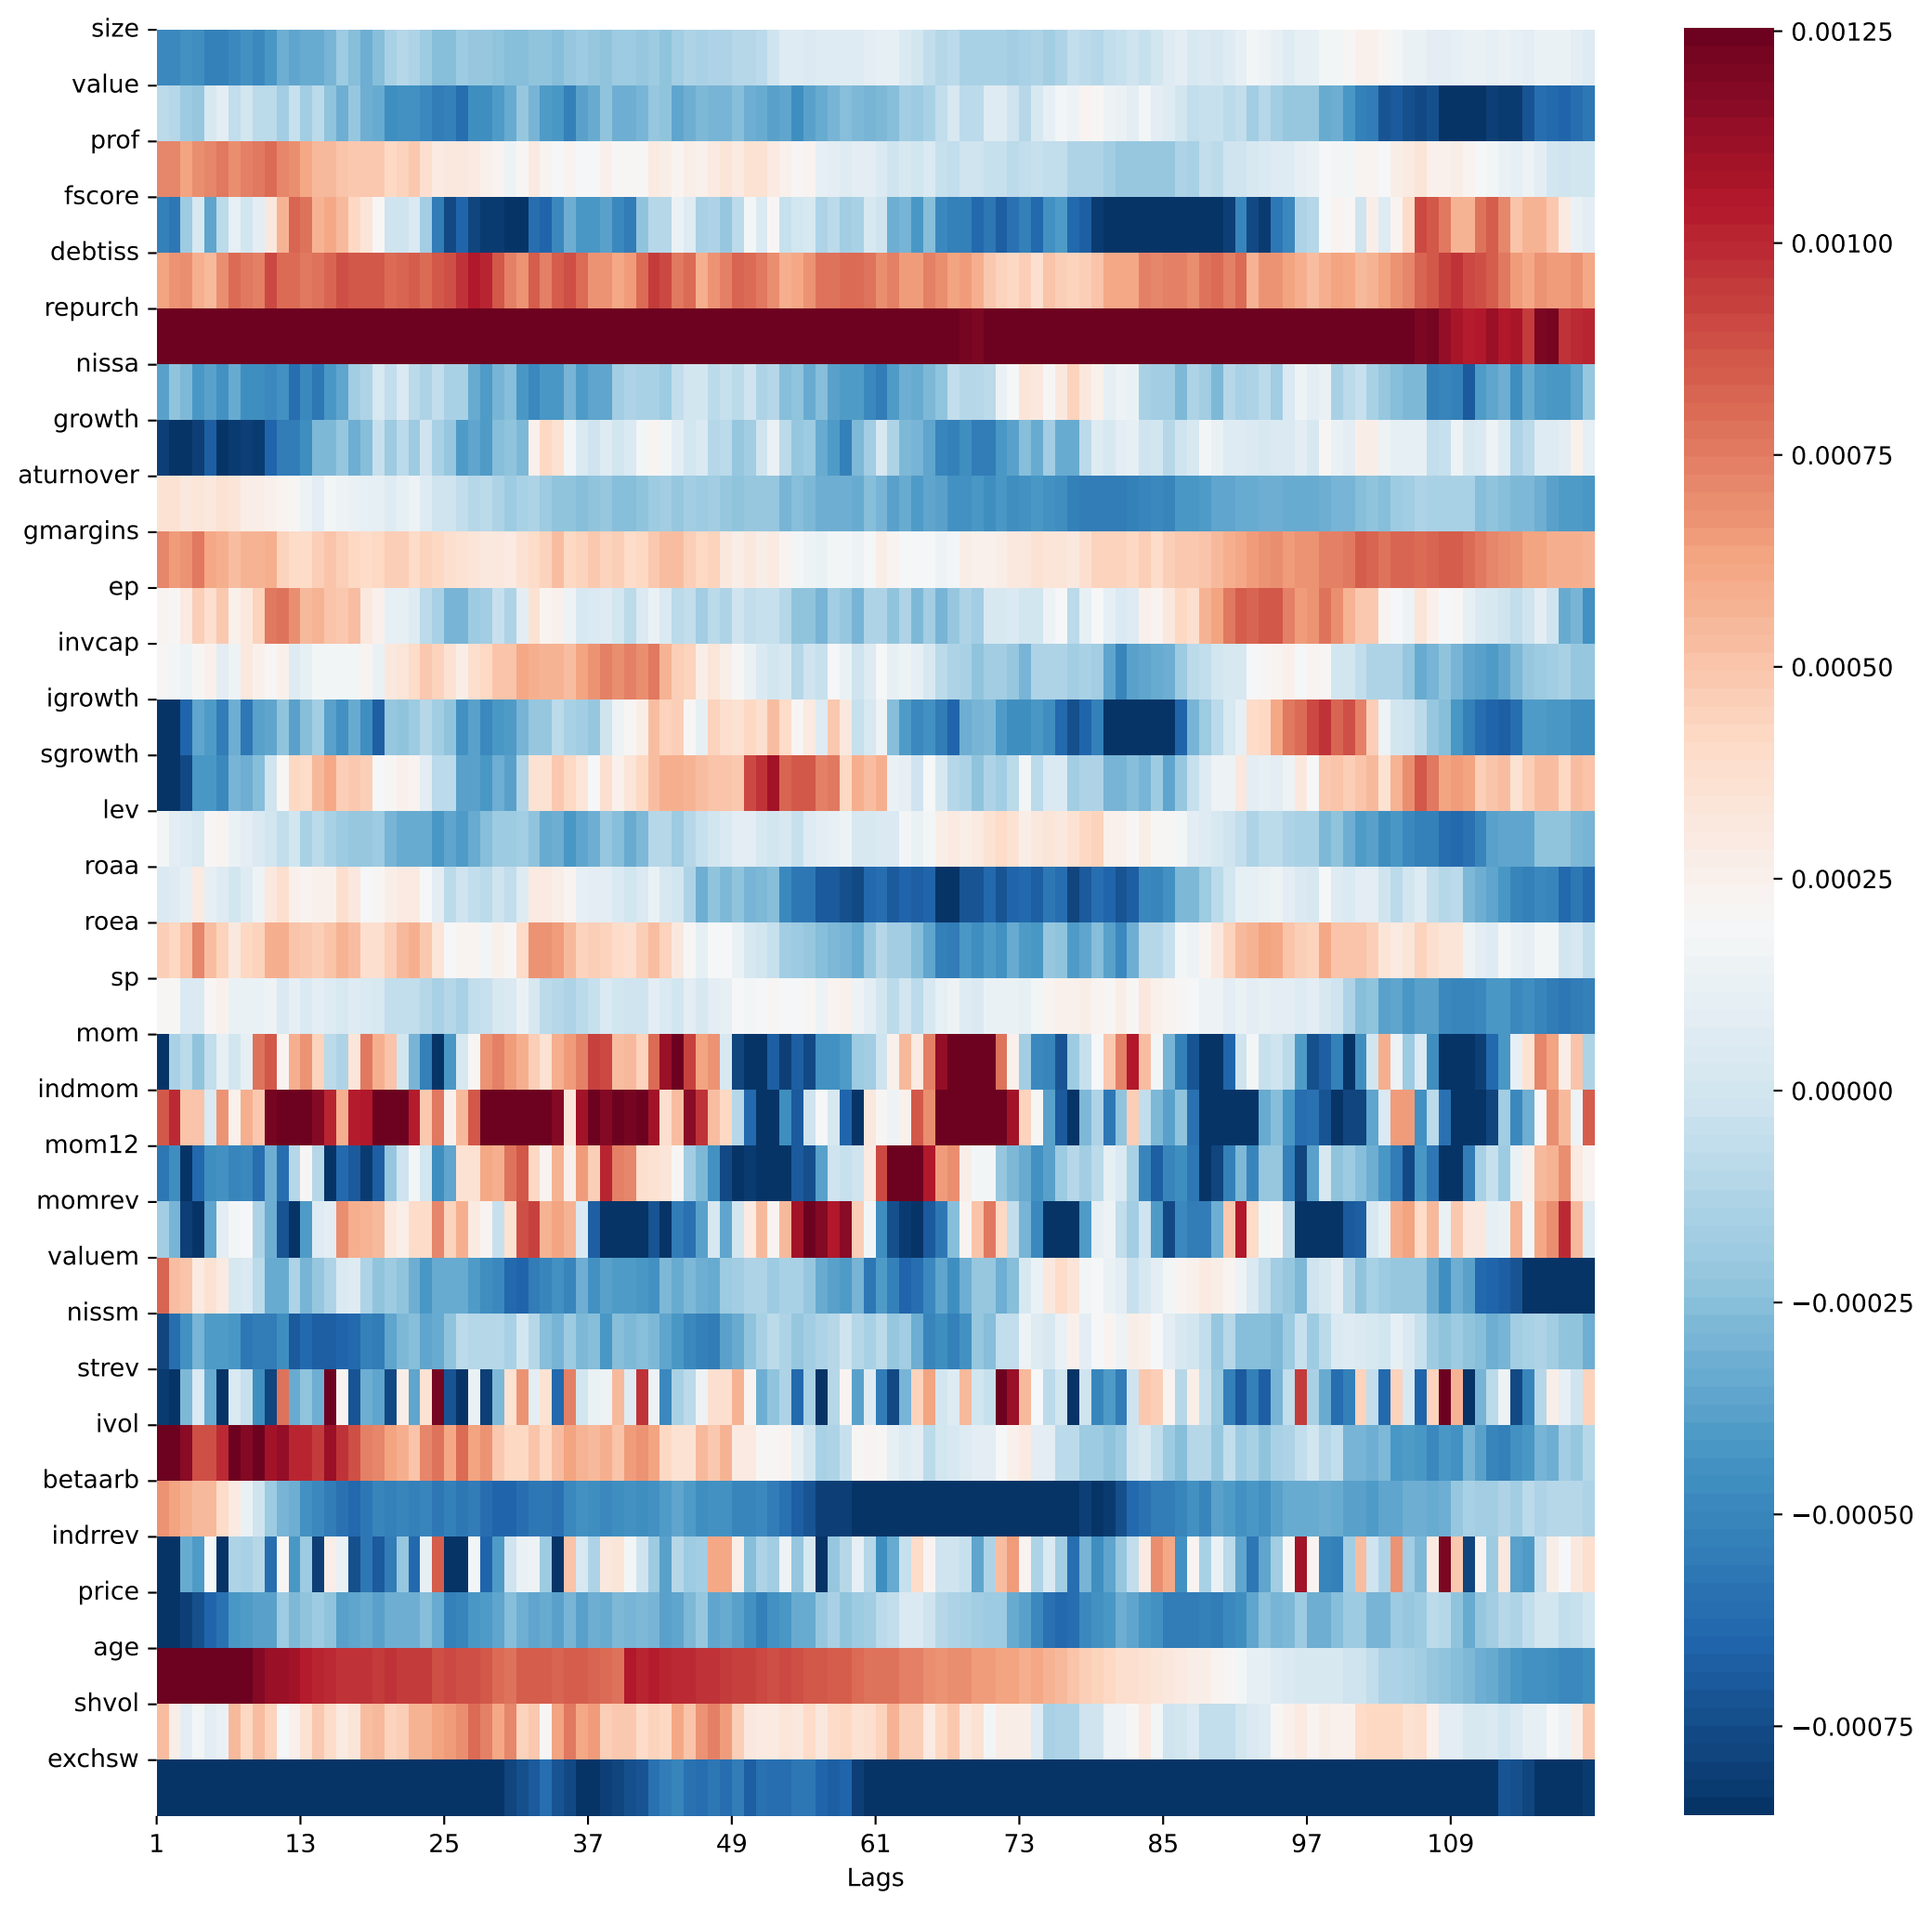 size
value
prof
fscore
debtiss
repurch
nissa
growth
aturnover
gmargins
ep
invcap
igrowth
sgrowth
lev
roaa
roea
sp
mom
indmom
mom12
momrev
valuem
nissm
strev
ivol
betaarb
indrrev
price
age
shvol
exchsw
1 13 25 37 49 61 73 85 97 109
Lags
0.00125
0.00100
0.00075
0.00050
0.00025
0.00000
−0.00025
−0.00050
−0.00075